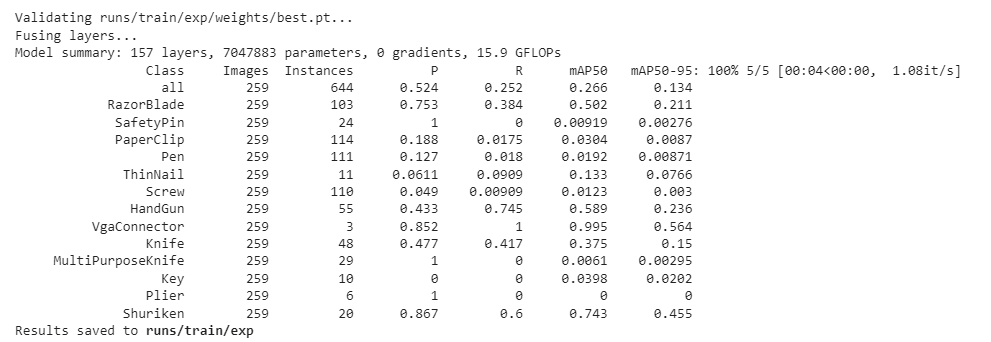 Validating runs/train/exp/weights/best.pt...
Fusing layers...
Model summary: 157 layers, 7047883 parameters, 0 gradients, 15.9 GFLOPs
Class Images Instances P R mAP50 mAP50-95: 100% 5/5 [00:04<00:00, 1.08it/s]
all 259 644 0.524 0.252 0.266 0.134
RazorBlade 259 103 0.753 0.384 0.502 0.211
SafetyPin 259 24 1 0 0.00919 0.00276
PaperClip 259 114 0.188 0.0175 0.0304 0.0087
Pen 259 111 0.127 0.018 0.0192 0.00871
ThinNail 259 11 0.0611 0.0909 0.133 0.0766
Screw 259 110 0.049 0.00909 0.0123 0.003
HandGun 259 55 0.433 0.745 0.589 0.236
VgaConnector 259 3 0.852 1 0.995 0.564
Knife 259 48 0.477 0.417 0.375 0.15
MultiPurposeKnife 259 29 1 0 0.0061 0.00295
Key 259 10 0 0 0.0398 0.0202
Plier 259 6 1 0 0 0
Shuriken 259 20 0.867 0.6 0.743 0.455
Results saved to runs/train/exp